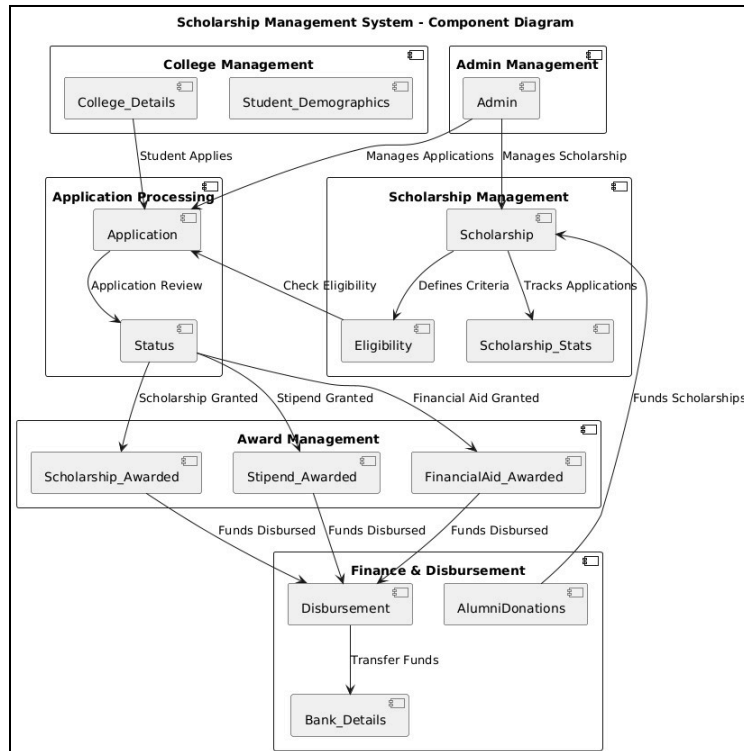 Scholarship Management System - Component Diagram
College Management
Admin Management
College_Details
Student_Demographics
Admin
Student Applies
Manages Applications
Manages Scholarship
Application Processing
Scholarship Management
Application
Scholarship
Application Review
Check Eligibility
Defines Criteria
Tracks Applications
Status
Eligibility
Scholarship_Stats
Scholarship Granted
Stipend Granted
Financial Aid Granted
Funds Scholarships
Award Management
Scholarship_Awarded
Stipend_Awarded
FinancialAid_Awarded
Funds Disbursed
Funds Disbursed
Funds Disbursed
Finance & Disbursement
Disbursement
AlumniDonations
Transfer Funds
Bank_Details